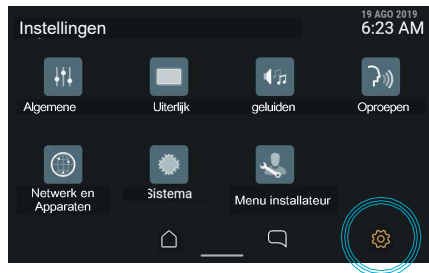 19 AGO 2019
Instellingen
6:23 AM
Algemene
Uiterlijk
geluiden
Oproepen
Netwerk en
Apparaten
Sistema
Menu installateur